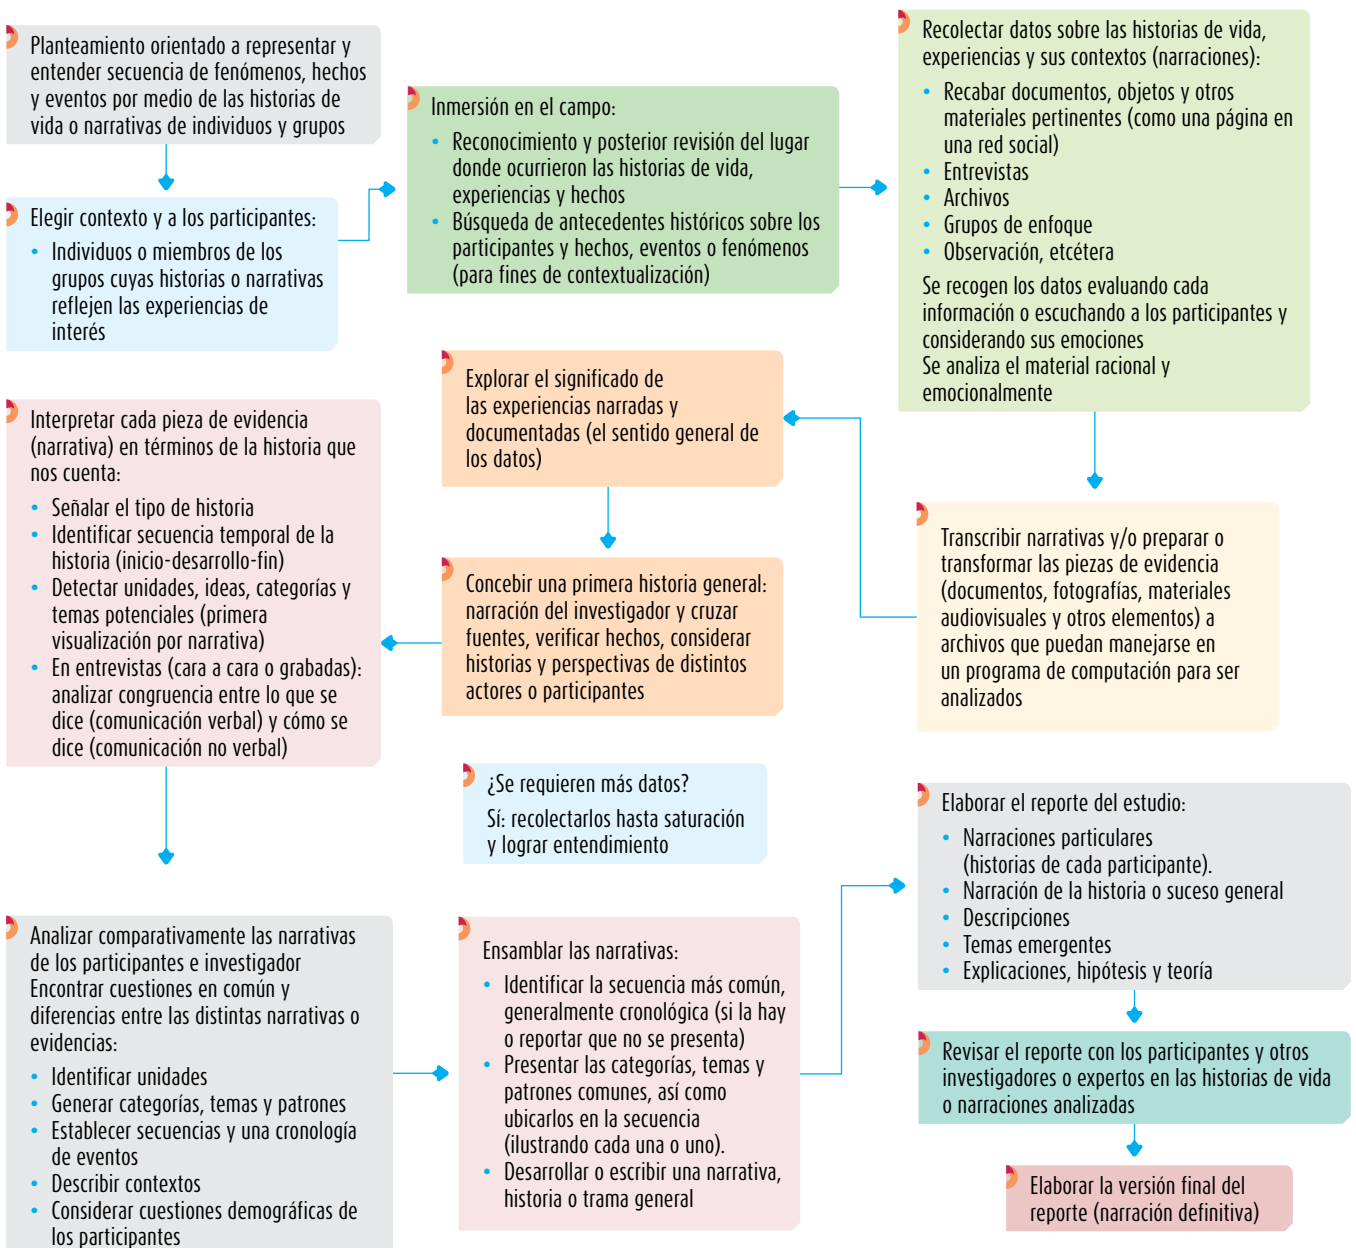 Planteamiento orientado a representar y
entender secuencia de fenómenos, hechos
y eventos por medio de las historias de
vida o narrativas de individuos y grupos
Elegir contexto y a los participantes:
• Individuos o miembros de los
grupos cuyas historias o narrativas
reflejen las experiencias de
interés
Inmersión en el campo:
• Reconocimiento y posterior revisión del lugar
donde ocurrieron las historias de vida,
experiencias y hechos
• Búsqueda de antecedentes históricos sobre los
participantes y hechos, eventos o fenómenos
(para fines de contextualización)
Recolectar datos sobre las historias de vida,
experiencias y sus contextos (narraciones):
• Recabar documentos, objetos y otros
materiales pertinentes (como una página en
una red social)
• Entrevistas
• Archivos
• Grupos de enfoque
• Observación, etcétera
Se recogen los datos evaluando cada
información o escuchando a los participantes y
considerando sus emociones
Se analiza el material racional y
emocionalmente
Transcribir narrativas y/o preparar o
transformar las piezas de evidencia
(documentos, fotografías, materiales
audiovisuales y otros elementos) a
archivos que puedan manejarse en
un programa de computación para ser
analizados
Explorar el significado de
las experiencias narradas y
documentadas (el sentido general de
los datos)
Concebir una primera historia general:
narración del investigador y cruzar
fuentes, verificar hechos, considerar
historias y perspectivas de distintos
actores o participantes
Interpretar cada pieza de evidencia
(narrativa) en términos de la historia que
nos cuenta:
• Señalar el tipo de historia
• Identificar secuencia temporal de la
historia (inicio-desarrollo-fin)
• Detectar unidades, ideas, categorías y
temas potenciales (primera
visualización por narrativa)
• En entrevistas (cara a cara o grabadas):
analizar congruencia entre lo que se
dice (comunicación verbal) y cómo se
dice (comunicación no verbal)
¿Se requieren más datos?
Sí: recolectarlos hasta saturación
y lograr entendimiento
Analizar comparativamente las narrativas
de los participantes e investigador
Encontrar cuestiones en común y
diferencias entre las distintas narrativas o
evidencias:
• Identificar unidades
• Generar categorías, temas y patrones
• Establecer secuencias y una cronología
de eventos
• Describir contextos
• Considerar cuestiones demográficas de
los participantes
Ensamblar las narrativas:
• Identificar la secuencia más común,
generalmente cronológica (si la hay
o reportar que no se presenta)
• Presentar las categorías, temas y
patrones comunes, así como
ubicarlos en la secuencia
(ilustrando cada una o uno).
• Desarrollar o escribir una narrativa,
historia o trama general
Elaborar el reporte del estudio:
• Narraciones particulares
(historias de cada participante).
• Narración de la historia o suceso general
• Descripciones
• Temas emergentes
• Explicaciones, hipótesis y teoría
Revisar el reporte con los participantes y otros
investigadores o expertos en las historias de vida
o narraciones analizadas
Elaborar la versión final del
reporte (narración definitiva)